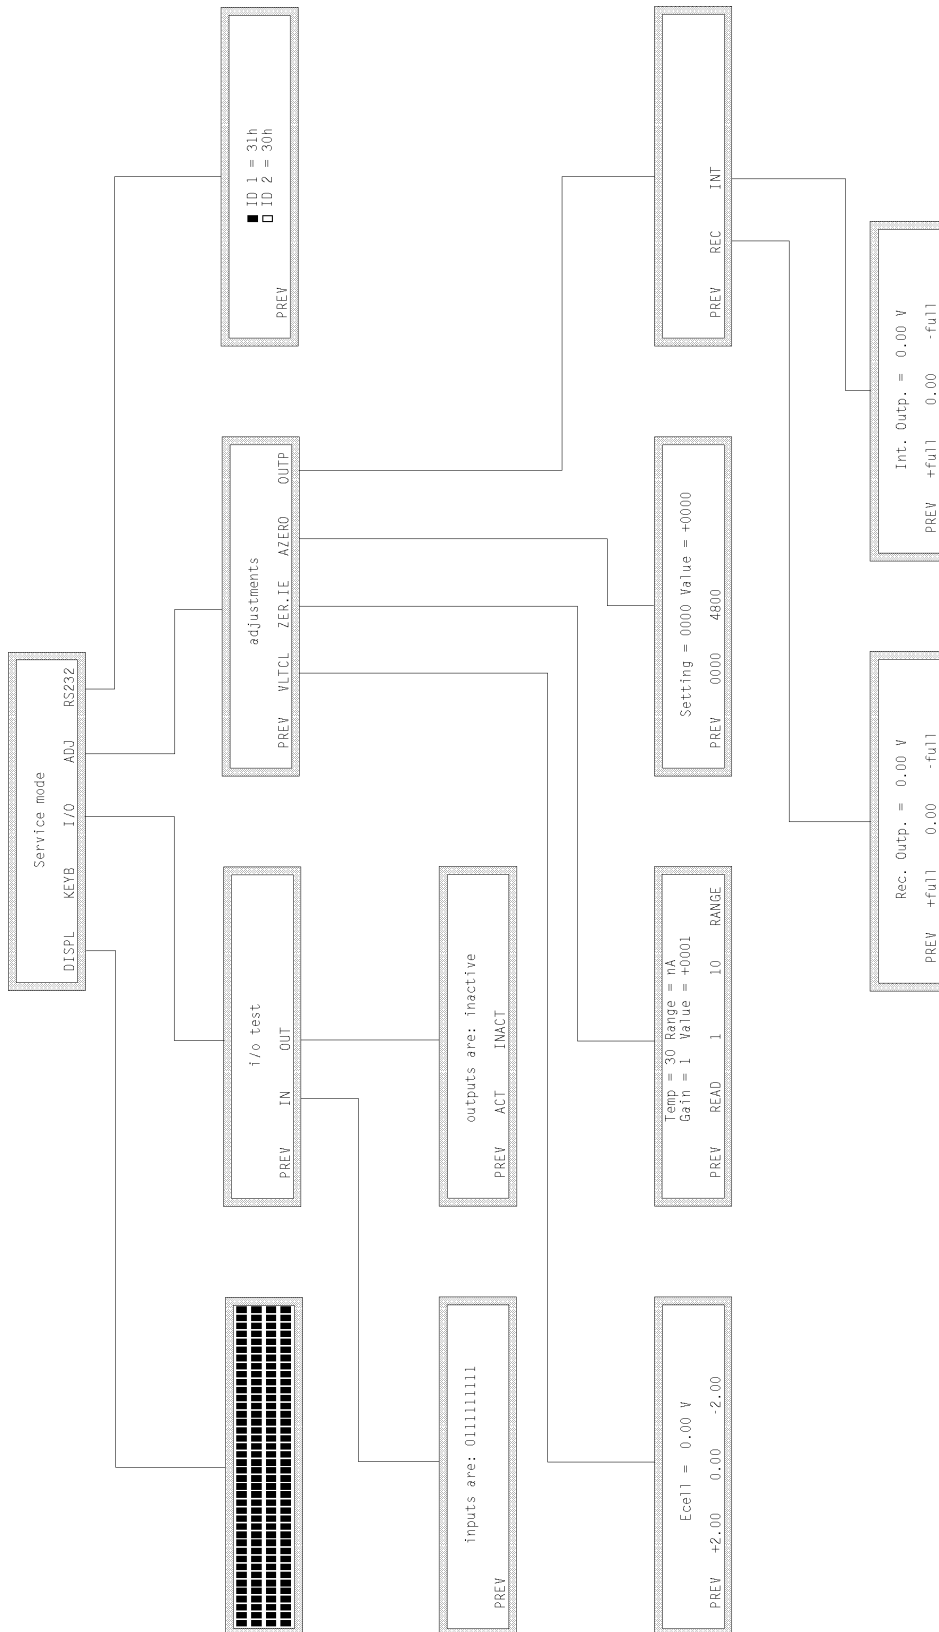 Service mode
DISPL KEYB I/O ADJ RS232
i/o test
PREV IN OUT
adjustments
PREV VLTCL ZER.IE AZERO OUTP
ID 1 = 31h
ID 2 = 30h
PREV
inputs are: 0111111111
PREV
outputs are: inactive
PREV ACT INACT
Ecell = 0.00 V
PREV +2.00 0.00 -2.00
Temp = 30 Range = nA
Gain = 1 Value = +0001
PREV READ 1 10 RANGE
Setting = 0000 Value = +0000
PREV 0000 4800
PREV REC INT
Rec. Outp. = 0.00 V
PREV +full 0.00 -full
Int. Outp. = 0.00 V
PREV +full 0.00 -full